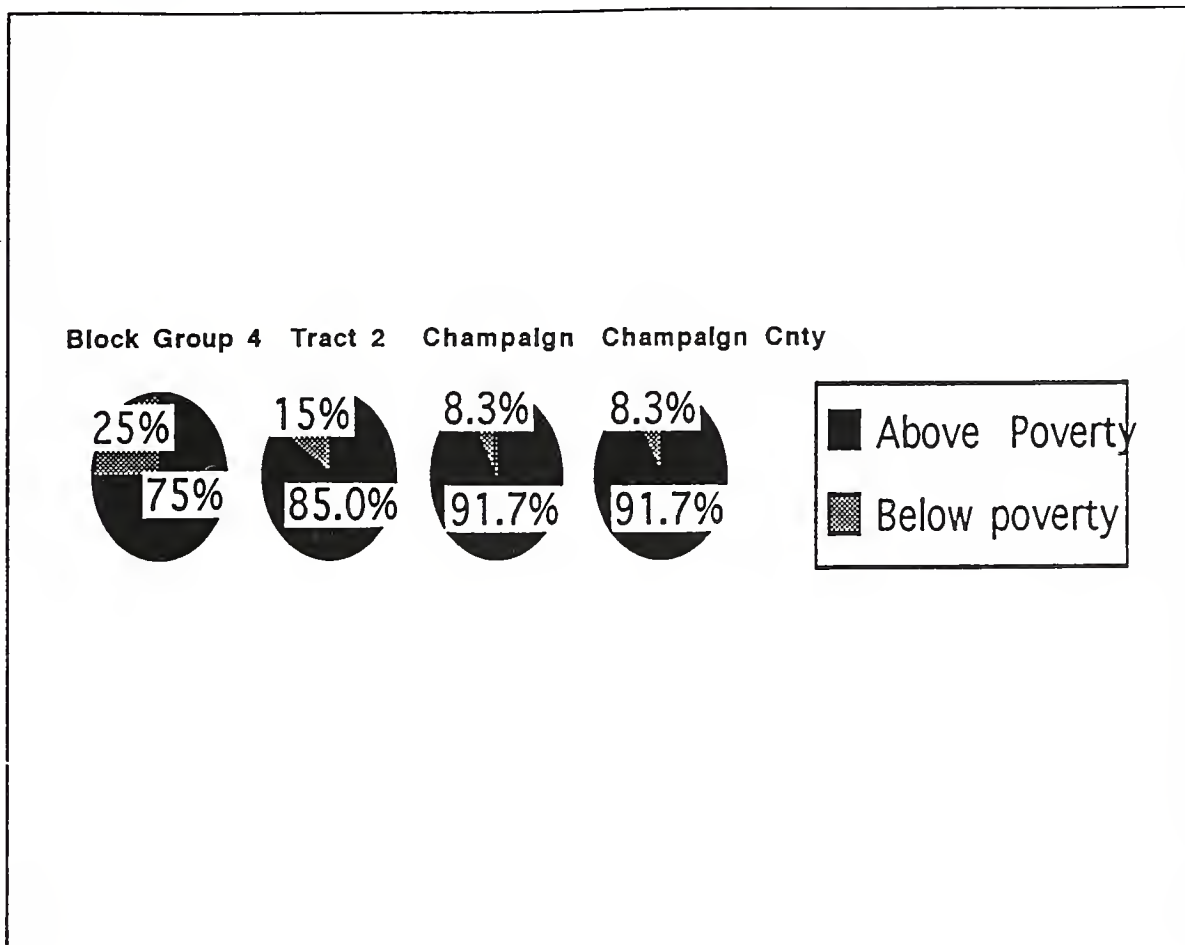 Block Group 4 Tract 2 Champaign Champaign Cnty
25% 15% 8.3% 8.3%
75% 85.0% 91.7% 91.7%
Above Poverty
Below poverty